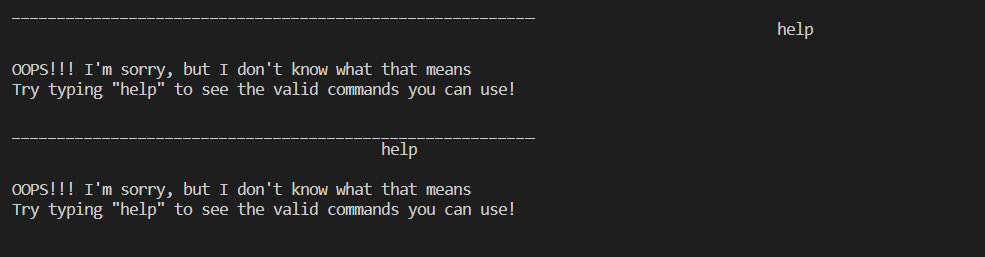 __________________________________________________________
help
OOPS!!! I'm sorry, but I don't know what that means
Try typing "help" to see the valid commands you can use!
__________________________________________________________
help
OOPS!!! I'm sorry, but I don't know what that means
Try typing "help" to see the valid commands you can use!